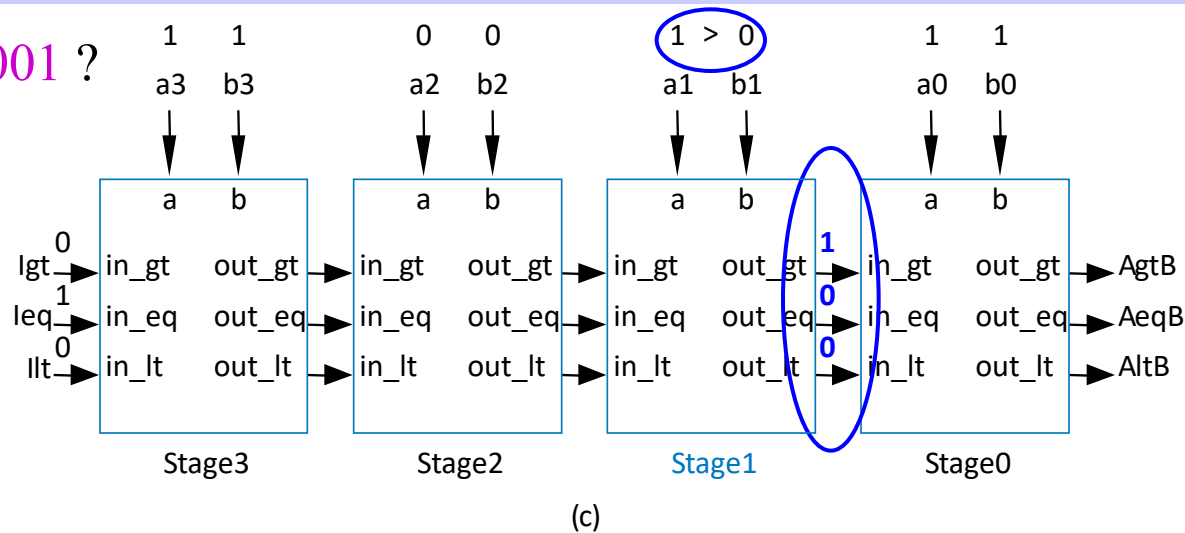 001 ?
1 1 0 0 1 > 0 1 1
a3 b3 a2 b2 a1 b1 a0 b0
a b a b a b a b
0 1
Igt in_gt out_gt in_gt out_gt in_gt out_gt in_gt out_gt AgtB
1 0
Ieq in_eq out_eq in_eq out_eq in_eq out_eq in_eq out_eq AeqB
0 0
Ilt in_lt out_lt in_lt out_lt in_lt out_lt in_lt out_lt AltB
Stage3 Stage2 Stage1 Stage0
(c)